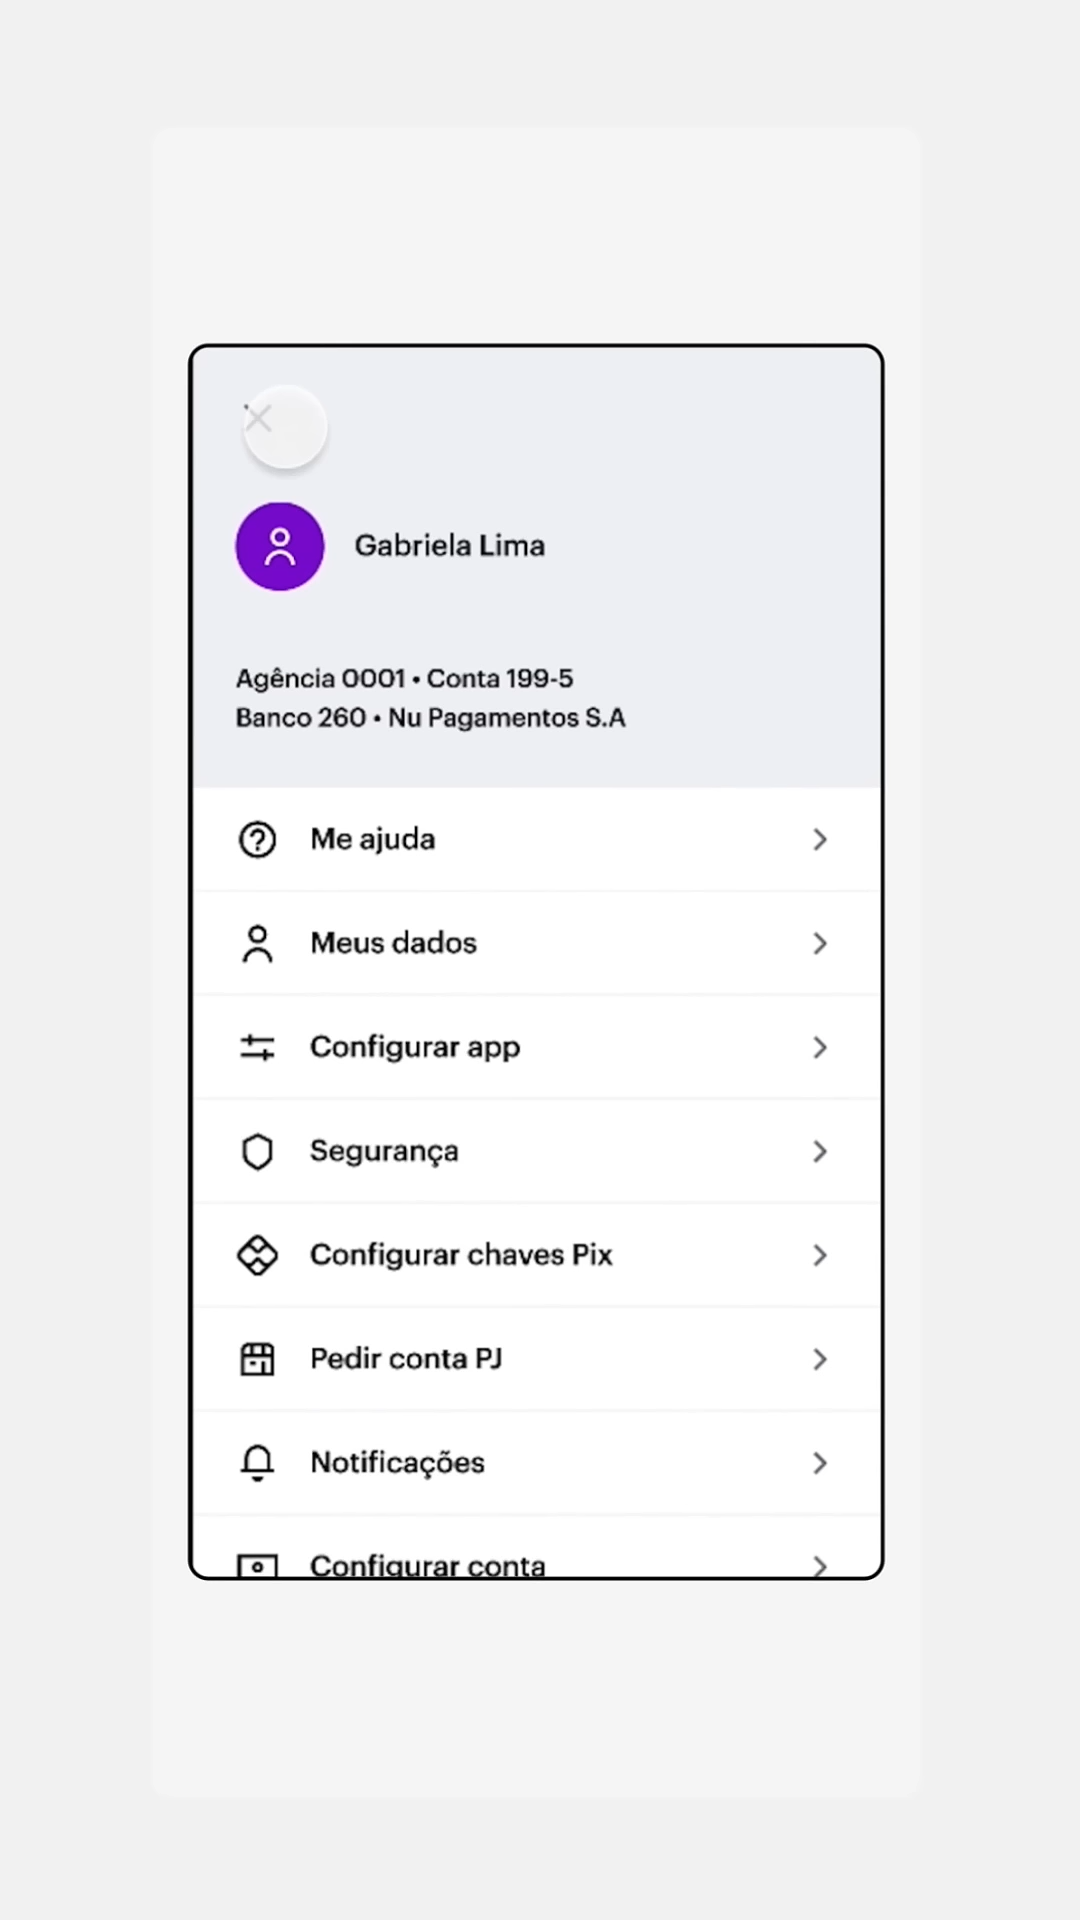 Gabriela Lima
Agência 0001 • Conta 199-5
Banco 260 • Nu Pagamentos S.A
Me ajuda
Meus dados
Configurar app
Segurança
Configurar chaves Pix
Pedir conta PJ
Notificações
Configurar conta